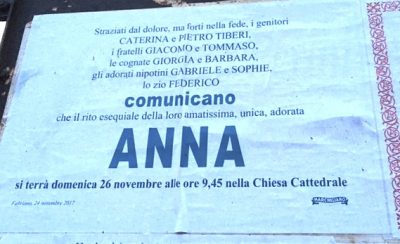 Straziati dal dolore, ma forti nella fede, i genitori
CATERINA e PIETRO TIBERI,
i fratelli GIACOMO e TOMMASO,
le cognate GIORGIA e BARBARA,
gli adorati nipotini GABRIELE e SOPHIE,
lo zio FEDERICO
comunicano
che il rito esequiale della loro amatissima, unica, adorata
ANNA
si terrà domenica 26 novembre alle ore 9,45 nella Chiesa Cattedrale
Fabriano, 24 novembre 2017
MARCHIGIANO